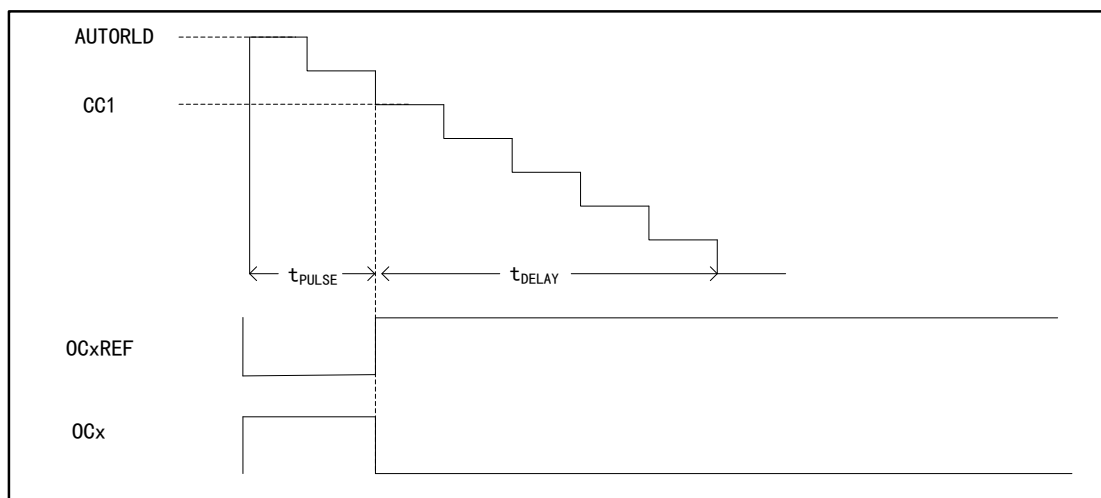 AUTORLD
CC1
tPULSE
tDELAY
OCxREF
OCx